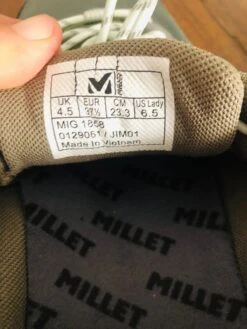 MILLET
UK EUR CM US Lady
4.5 37½ 23.3 6.5
MIG 1858
0129061 / JIM01
Made in Vietnam
MILLET
MILLET
MILLET
MILLET